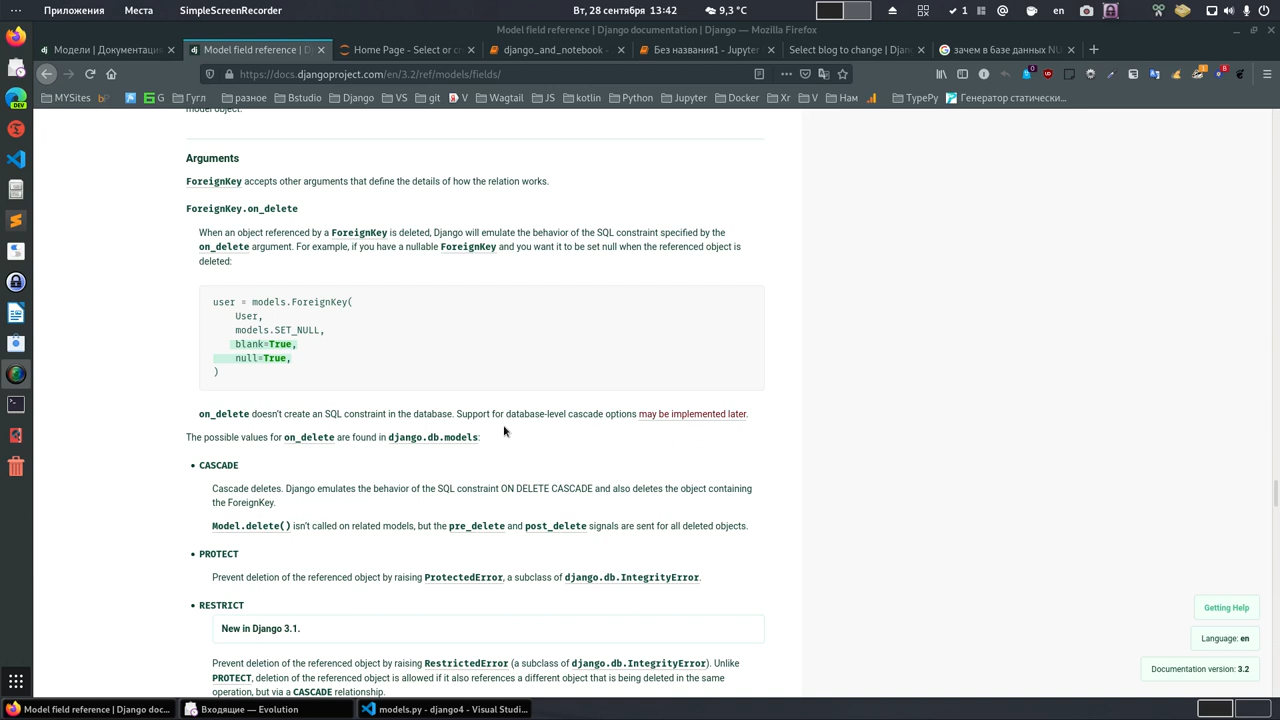 Приложения Места SimpleScreenRecorder Вт, 28 сентября 13:42 9,3 °C 1 en
Model field reference | Django documentation | Django — Mozilla Firefox
Модели | Документаци Model field reference | D Home Page - Select or cr django_and_notebook - Без названия1 - Jupyter Select blog to change | Djan зачем в базе данных NU
https://docs.djangoproject.com/en/3.2/ref/models/fields/
MYSites Гугл разное Bstudio Django VS git V Wagtail JS kotlin Python Jupyter Docker Xr V Нам TypePy Генератор статически...
model object.
Arguments
ForeignKey accepts other arguments that define the details of how the relation works.
ForeignKey.on_delete
When an object referenced by a ForeignKey is deleted, Django will emulate the behavior of the SQL constraint specified by the
on_delete argument. For example, if you have a nullable ForeignKey and you want it to be set null when the referenced object is
deleted:
user = models.ForeignKey(
User,
models.SET_NULL,
blank=True,
null=True,
)
on_delete doesn't create an SQL constraint in the database. Support for database-level cascade options may be implemented later.
The possible values for on_delete are found in django.db.models:
• CASCADE
Cascade deletes. Django emulates the behavior of the SQL constraint ON DELETE CASCADE and also deletes the object containing
the ForeignKey.
Model.delete() isn't called on related models, but the pre_delete and post_delete signals are sent for all deleted objects.
• PROTECT
Prevent deletion of the referenced object by raising ProtectedError, a subclass of django.db.IntegrityError.
• RESTRICT
New in Django 3.1.
Prevent deletion of the referenced object by raising RestrictedError (a subclass of django.db.IntegrityError). Unlike
PROTECT, deletion of the referenced object is allowed if it also references a different object that is being deleted in the same
operation, but via a CASCADE relationship.
Getting Help
Language: en
Documentation version: 3.2
Model field reference | Django doc... Входящие — Evolution models.py - django4 - Visual Studi...